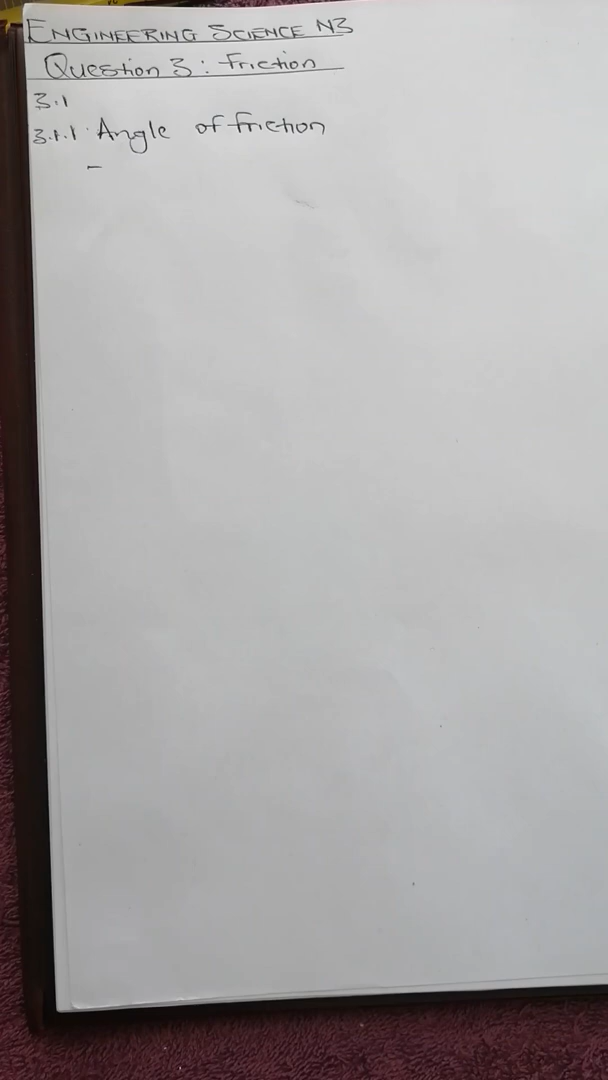 ENGINEERING SCIENCE N3
Question 3: Friction
3.1
3.1.1 Angle of friction
-